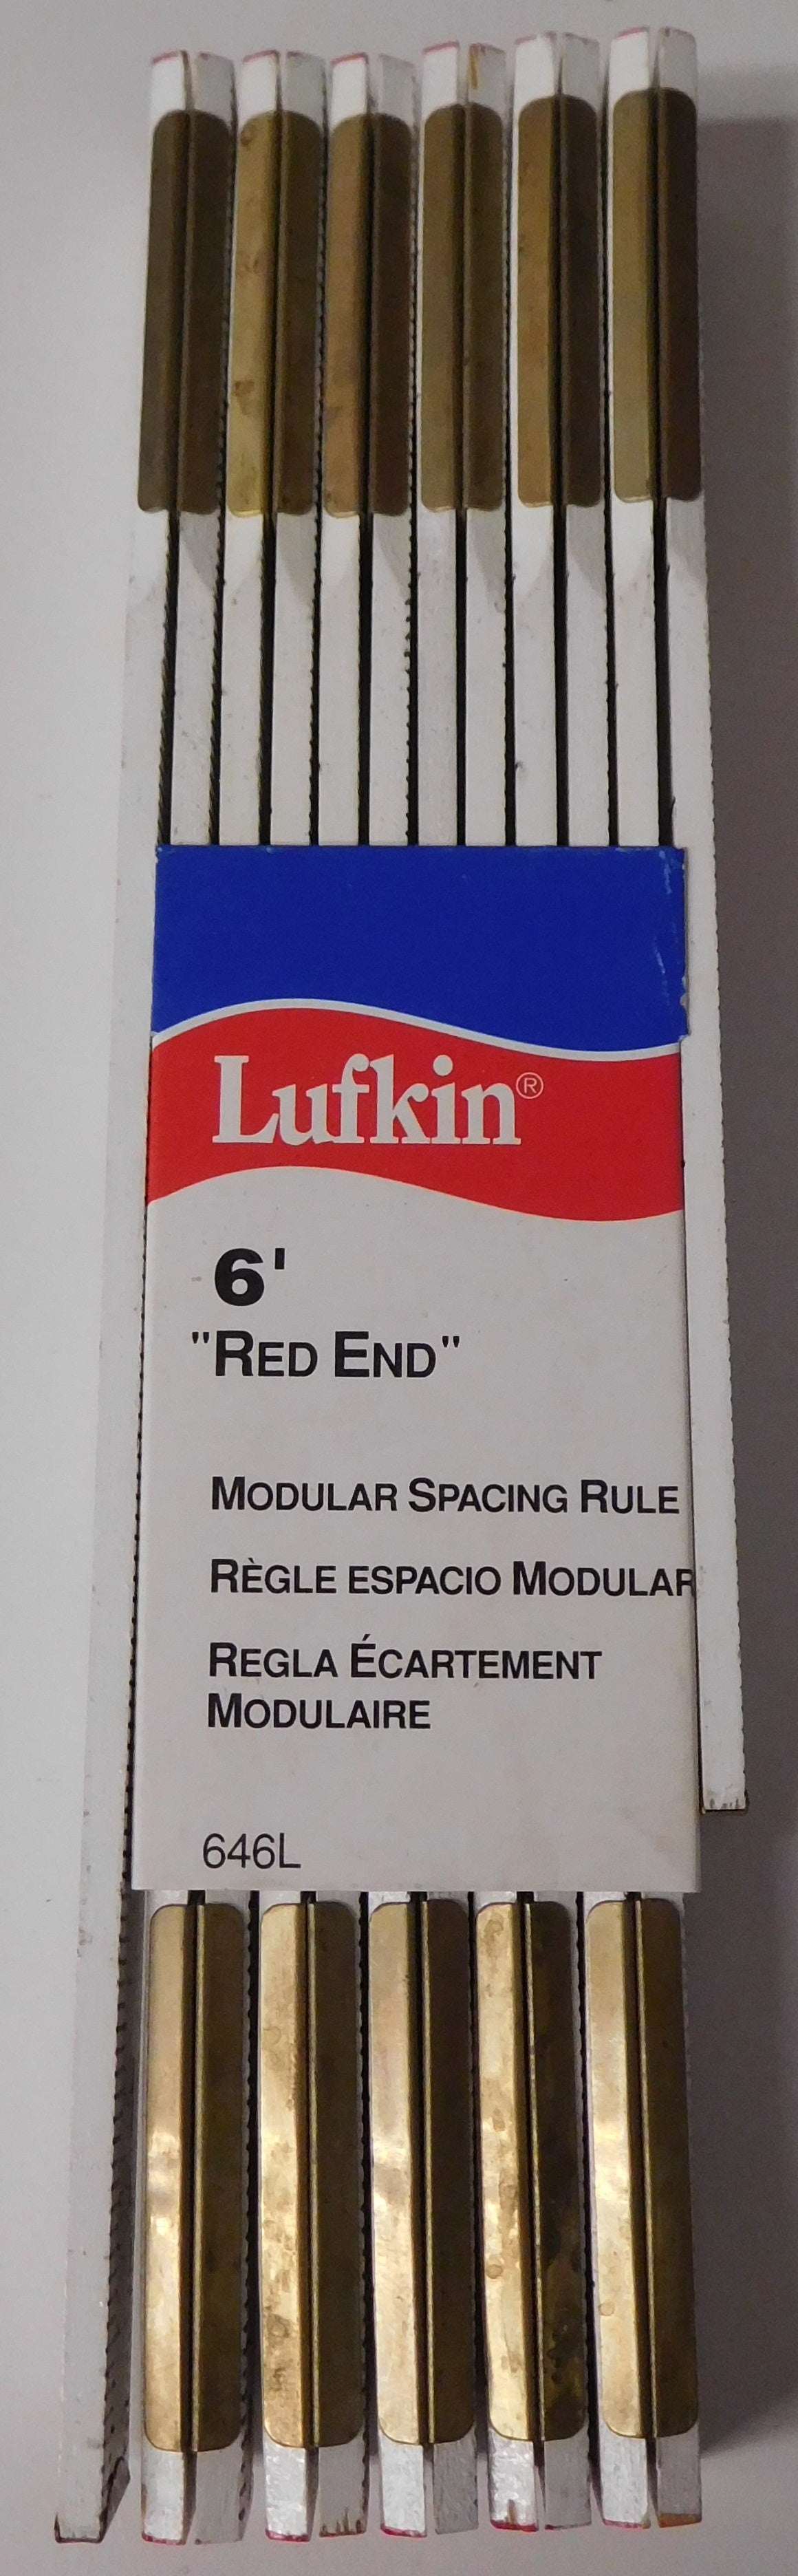 Lufkin®
6'
"RED END"
MODULAR SPACING RULE
RÈGLE ESPACIO MODULAR
REGLA ÉCARTEMENT
MODULAIRE
646L